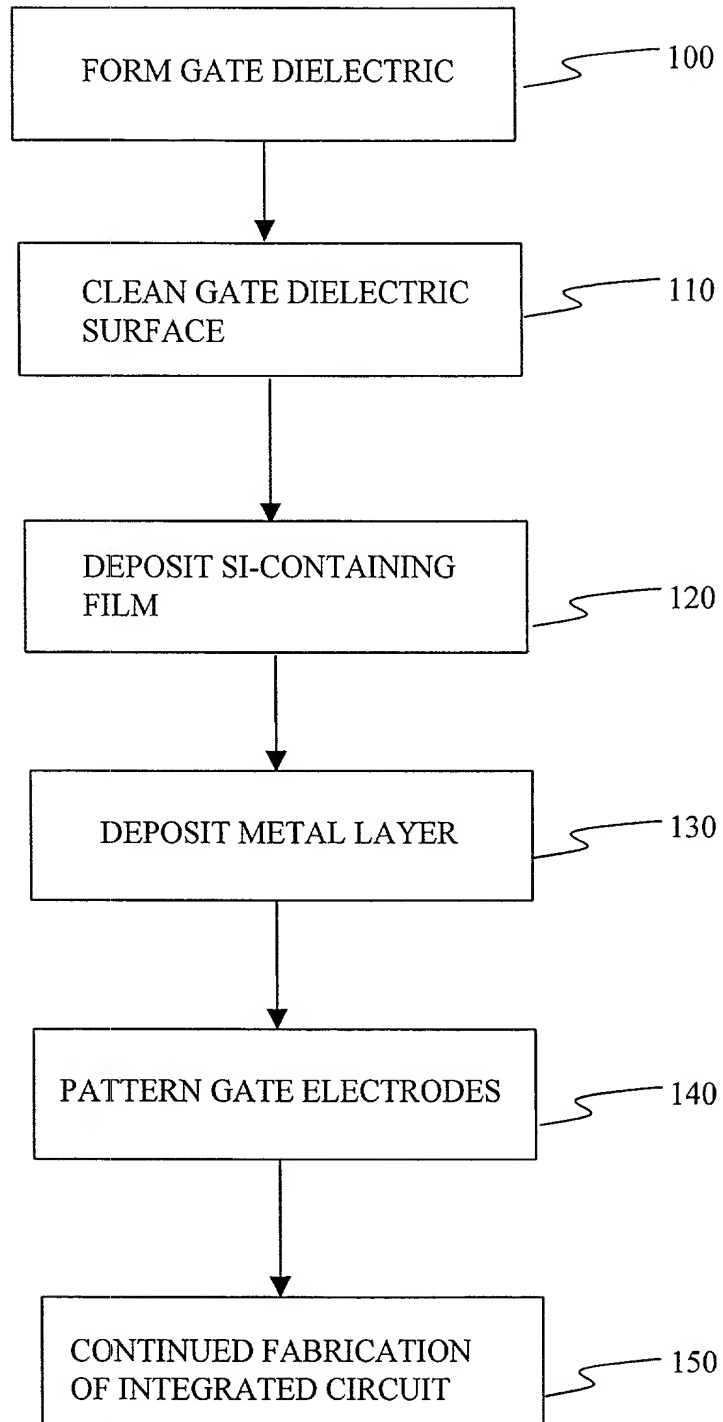 FORM GATE DIELECTRIC
100
CLEAN GATE DIELECTRIC
SURFACE
110
DEPOSIT SI-CONTAINING
FILM
120
DEPOSIT METAL LAYER
130
PATTERN GATE ELECTRODES
140
CONTINUED FABRICATION
OF INTEGRATED CIRCUIT
150